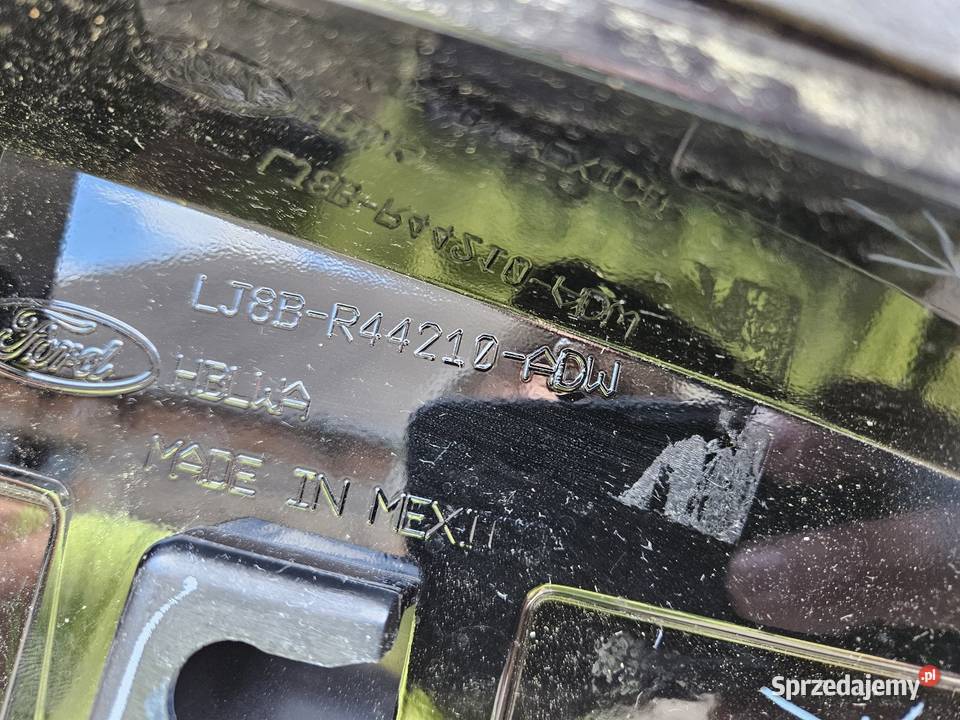 LJ8B-R44210-ADW
Ford
HBLWA
MADE IN MEXI
Sprzedajemy.pl